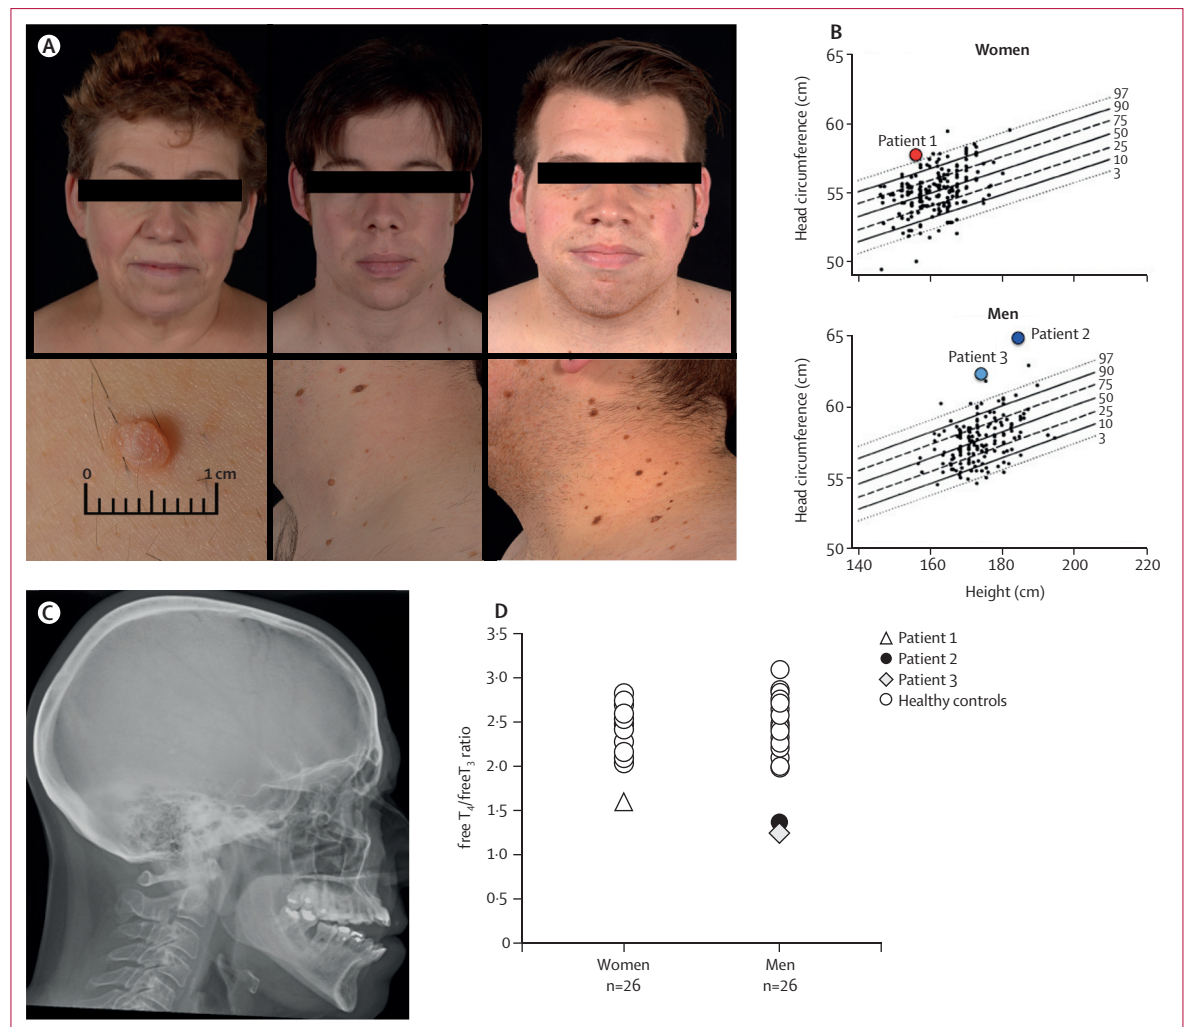 A
0 1 cm
B
Women
Head circumference (cm)
65
60
55
50
Patient 1
97
90
75
50
25
10
3
Men
Head circumference (cm)
65
60
55
50
Patient 2
Patient 3
97
90
75
50
25
10
3
140 160 180 200 220
Height (cm)
C
D
free T4/freeT3 ratio
3·5
3·0
2·5
2·0
1·5
1·0
0·5
0
Women
n=26
Men
n=26
Patient 1
Patient 2
Patient 3
Healthy controls